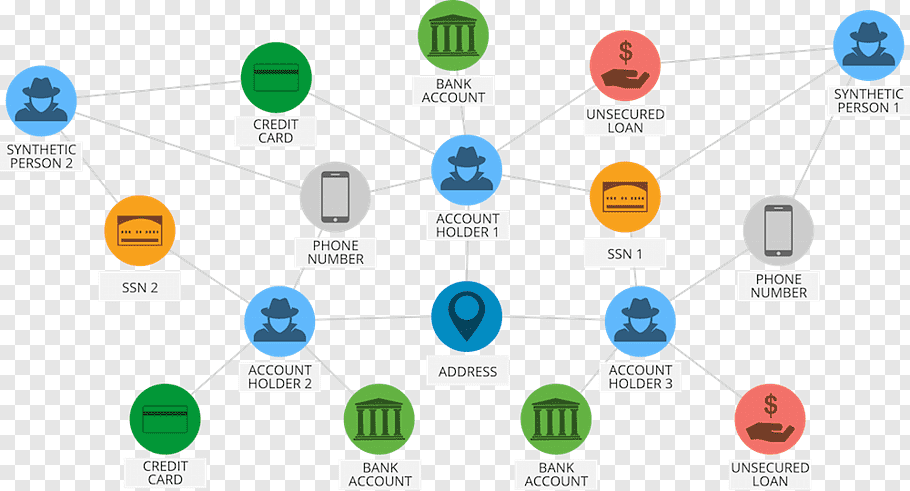 BANK
ACCOUNT
UNSECURED
LOAN
SYNTHETIC
PERSON 1
CREDIT
CARD
SYNTHETIC
PERSON 2
ACCOUNT
HOLDER 1
PHONE
NUMBER
SSN 1
SSN 2
PHONE
NUMBER
ACCOUNT
HOLDER 2
ADDRESS
ACCOUNT
HOLDER 3
CREDIT
CARD
BANK
ACCOUNT
BANK
ACCOUNT
UNSECURED
LOAN